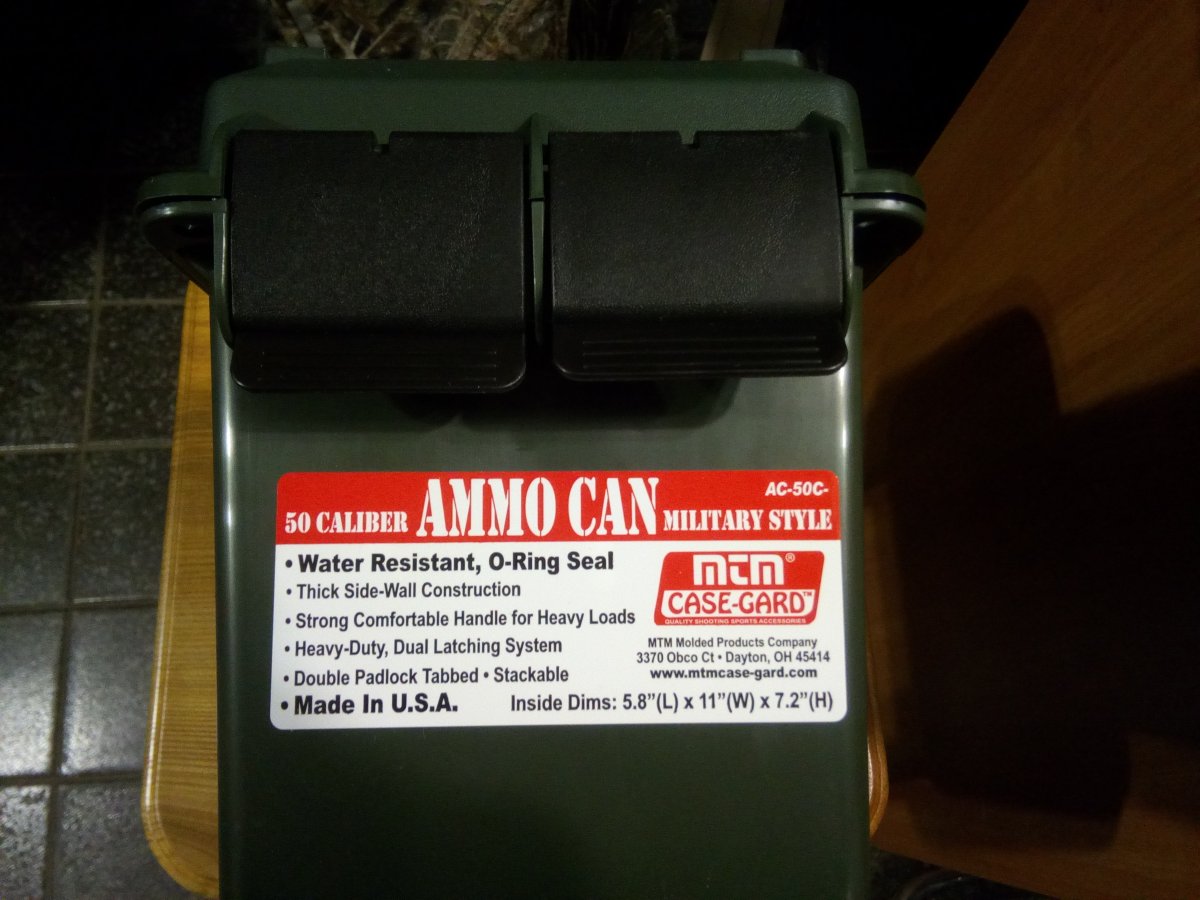 AC-50C-
50 CALIBER AMMO CAN MILITARY STYLE
• Water Resistant, O-Ring Seal
• Thick Side-Wall Construction
• Strong Comfortable Handle for Heavy Loads
• Heavy-Duty, Dual Latching System
• Double Padlock Tabbed • Stackable
• Made In U.S.A.
MTM®
CASE-GARD™
QUALITY SHOOTING SPORTS ACCESSORIES
MTM Molded Products Company
3370 Obco Ct • Dayton, OH 45414
www.mtmcase-gard.com
Inside Dims: 5.8”(L) x 11”(W) x 7.2”(H)